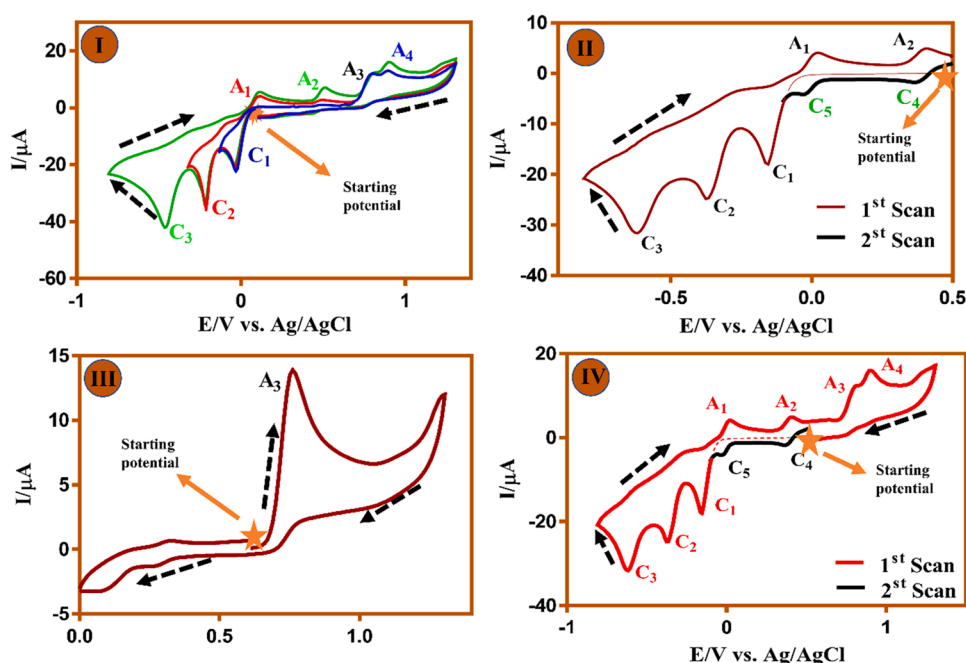 I
20
0
-20
-40
-60
I/µA
-1
0
1
E/V vs. Ag/AgCl
A1
A2
A3
A4
C1
C2
C3
Starting
potential
II
10
0
-10
-20
-30
-40
I/µA
-0.5
0.0
0.5
E/V vs. Ag/AgCl
A1
A2
C5
C4
C1
C2
C3
Starting
potential
1st Scan
2st Scan
III
15
10
5
0
-5
I/µA
0.0
0.5
1.0
A3
Starting
potential
IV
20
0
-20
-40
I/µA
-1
0
1
E/V vs. Ag/AgCl
A1
A2
A3
A4
C5
C4
C1
C2
C3
Starting
potential
1st Scan
2st Scan